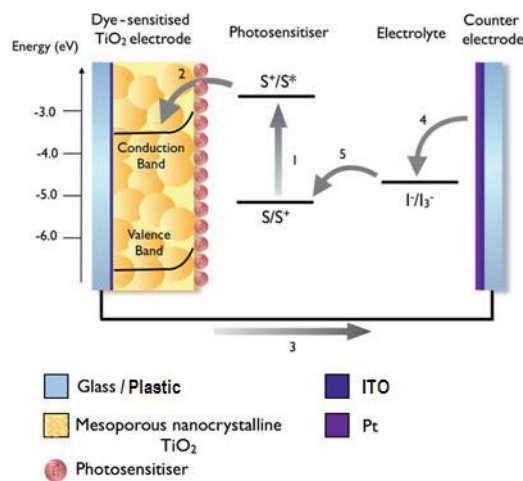 Dye-sensitised
TiO2 electrode
Photosensitiser
Electrolyte
Counter
electrode
Energy (eV)
-3.0
-4.0
-5.0
-6.0
2
S+/S*
Conduction
Band
1
5
4
S/S+
I-/I3-
Valence
Band
3
Glass / Plastic
ITO
Mesoporous nanocrystalline
TiO2
Pt
Photosensitiser